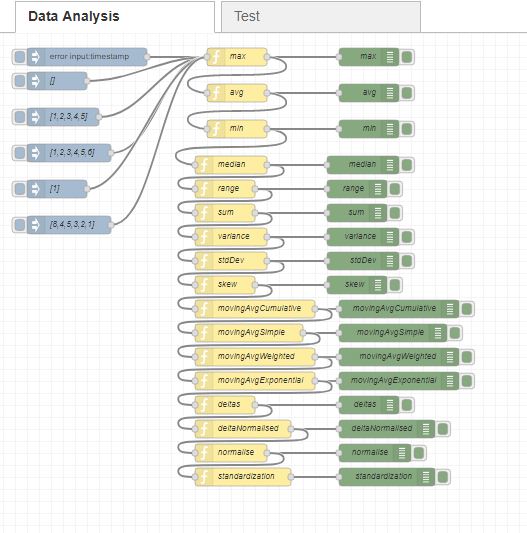 Data Analysis Test
error input:timestamp max max
[]
avg avg
[1,2,3,4,5]
min min
[1,2,3,4,5,6]
median median
[1] range range
sum sum
[8,4,5,3,2,1]
variance variance
stdDev stdDev
skew skew
movingAvgCumulative movingAvgCumulative
movingAvgSimple movingAvgSimple
movingAvgWeighted movingAvgWeighted
movingAvgExponential movingAvgExponential
deltas deltas
deltaNormalised deltaNormalised
normalise normalise
standardization standardization